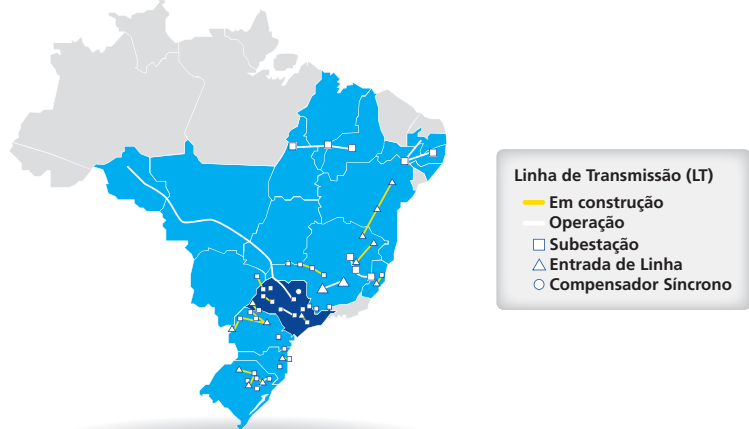 Linha de Transmissão (LT)
Em construção
Operação
Subestação
Entrada de Linha
Compensador Síncrono